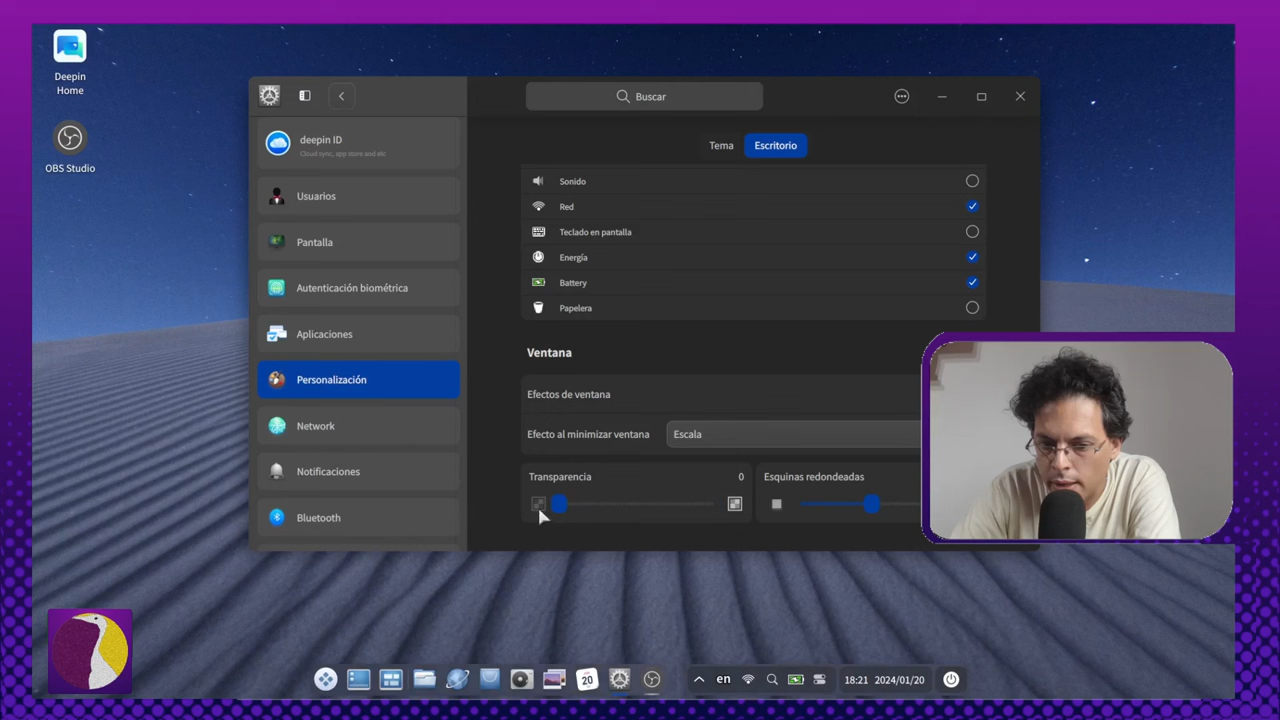 Deepin
Home
OBS Studio
Buscar
deepin ID
Cloud sync, app store and etc
Usuarios
Pantalla
Autenticación biométrica
Aplicaciones
Personalización
Network
Notificaciones
Bluetooth
Tema
Escritorio
Sonido
Red
Teclado en pantalla
Energía
Battery
Papelera
Ventana
Efectos de ventana
Efecto al minimizar ventana
Escala
Transparencia
0
Esquinas redondeadas
20
en
18:21 2024/01/20